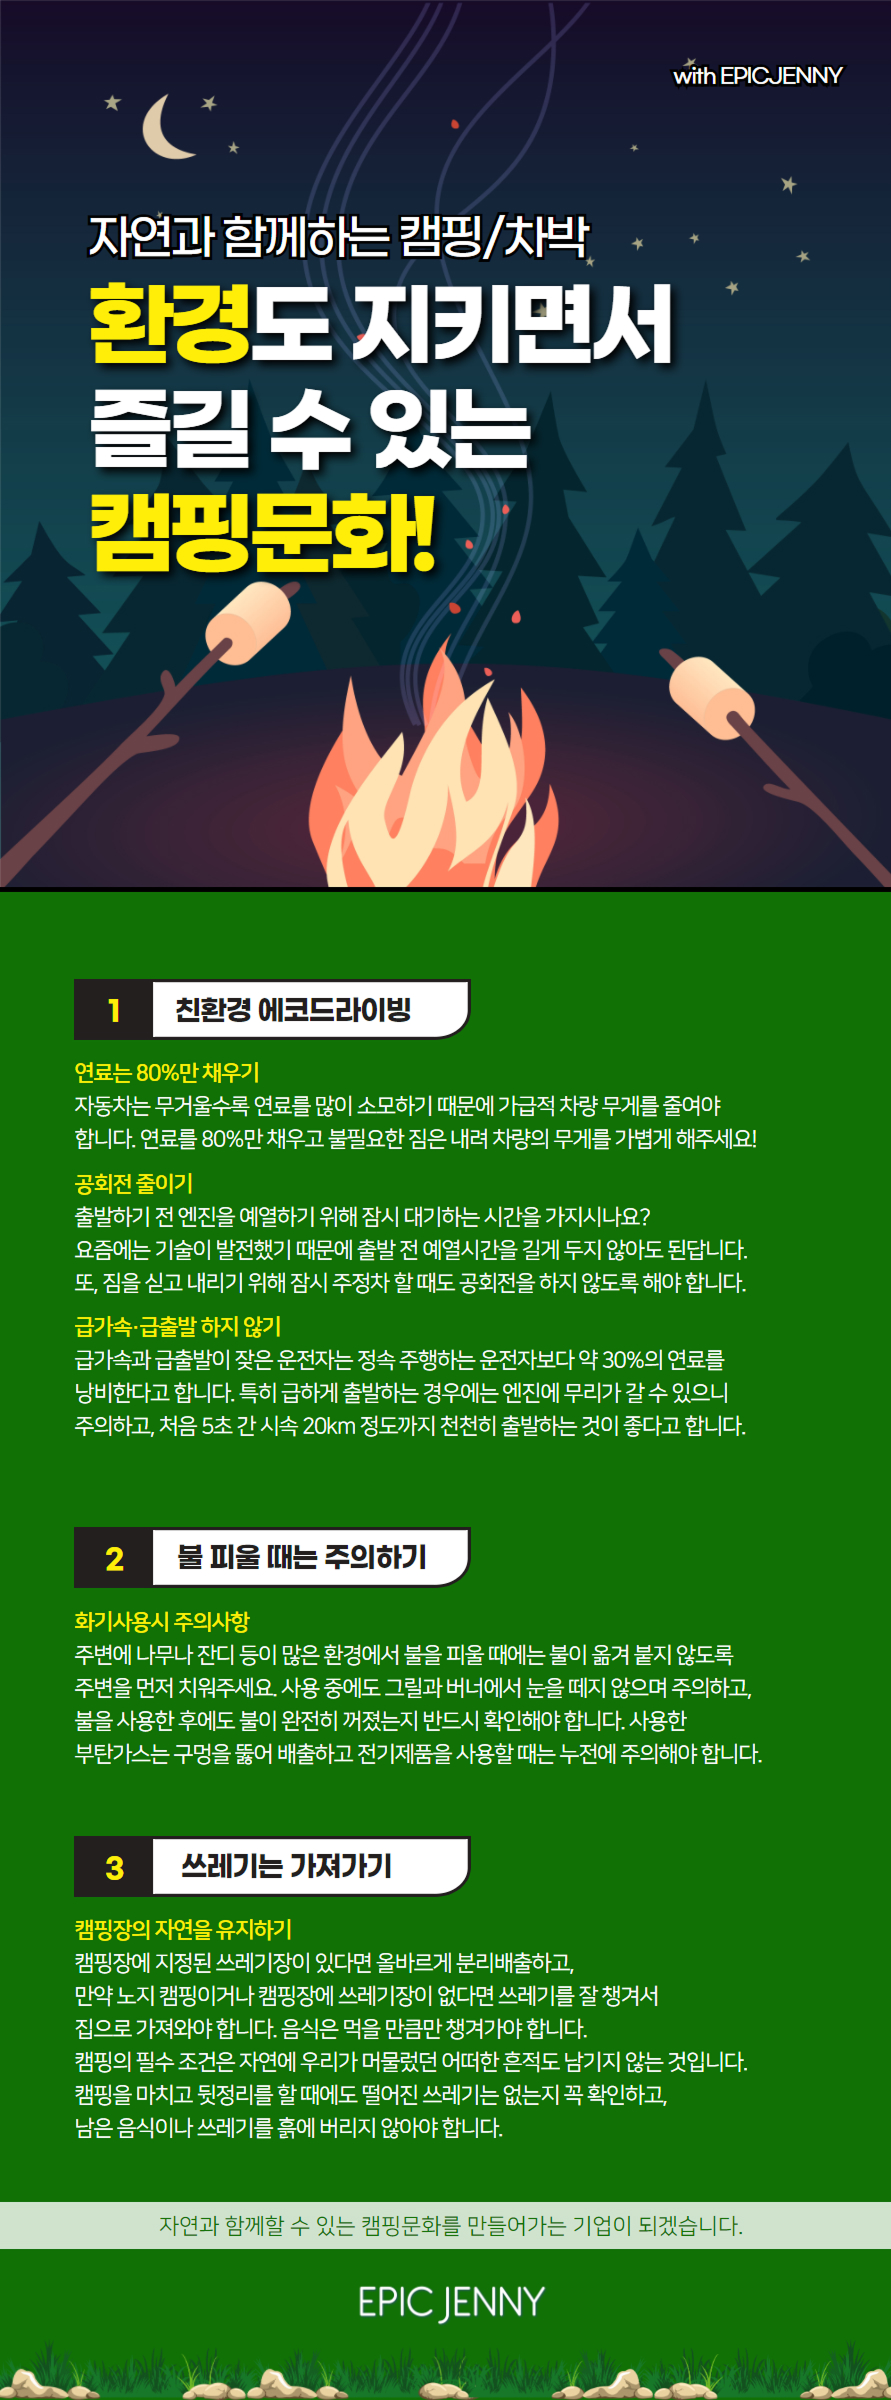 with EPICJENNY
자연과 함께하는 캠핑/차박
환경도 지키면서
즐길 수 있는
캠핑문화!
1 친환경 에코드라이빙
연료는 80%만 채우기
자동차는 무거울수록 연료를 많이 소모하기 때문에 가급적 차량 무게를 줄여야
합니다. 연료를 80%만 채우고 불필요한 짐은 내려 차량의 무게를 가볍게 해주세요!
공회전 줄이기
출발하기 전 엔진을 예열하기 위해 잠시 대기하는 시간을 가지시나요?
요즘에는 기술이 발전했기 때문에 출발 전 예열시간을 길게 두지 않아도 된답니다.
또, 짐을 싣고 내리기 위해 잠시 주정차 할 때도 공회전을 하지 않도록 해야 합니다.
급가속·급출발 하지 않기
급가속과 급출발이 잦은 운전자는 정속 주행하는 운전자보다 약 30%의 연료를
낭비한다고 합니다. 특히 급하게 출발하는 경우에는 엔진에 무리가 갈 수 있으니
주의하고, 처음 5초 간 시속 20km 정도까지 천천히 출발하는 것이 좋다고 합니다.
2 불 피울 때는 주의하기
화기사용시 주의사항
주변에 나무나 잔디 등이 많은 환경에서 불을 피울 때에는 불이 옮겨 붙지 않도록
주변을 먼저 치워주세요. 사용 중에도 그릴과 버너에서 눈을 떼지 않으며 주의하고,
불을 사용한 후에도 불이 완전히 꺼졌는지 반드시 확인해야 합니다. 사용한
부탄가스는 구멍을 뚫어 배출하고 전기제품을 사용할 때는 누전에 주의해야 합니다.
3 쓰레기는 가져가기
캠핑장의 자연을 유지하기
캠핑장에 지정된 쓰레기장이 있다면 올바르게 분리배출하고,
만약 노지 캠핑이거나 캠핑장에 쓰레기장이 없다면 쓰레기를 잘 챙겨서
집으로 가져와야 합니다. 음식은 먹을 만큼만 챙겨가야 합니다.
캠핑의 필수 조건은 자연에 우리가 머물렀던 어떠한 흔적도 남기지 않는 것입니다.
캠핑을 마치고 뒷정리를 할 때에도 떨어진 쓰레기는 없는지 꼭 확인하고,
남은 음식이나 쓰레기를 흙에 버리지 않아야 합니다.
자연과 함께할 수 있는 캠핑문화를 만들어가는 기업이 되겠습니다.
EPIC JENNY